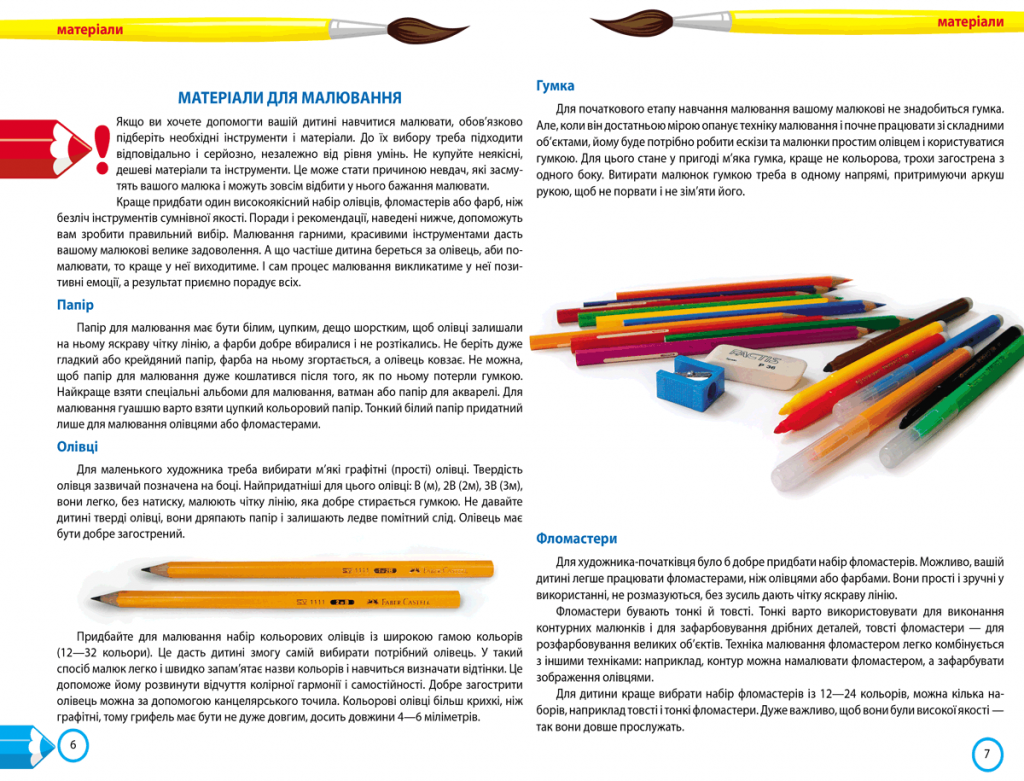 матеріали
МАТЕРІАЛИ ДЛЯ МАЛЮВАННЯ
Якщо ви хочете допомогти вашій дитині навчитися малювати, обов’язково
підберіть необхідні інструменти і матеріали. До їх вибору треба підходити
відповідально і серйозно, незалежно від рівня умінь. Не купуйте неякісні,
дешеві матеріали та інструменти. Це може стати причиною невдач, які засму-
тять вашого малюка і можуть зовсім відбити у нього бажання малювати.
Краще придбати один високоякісний набір олівців, фломастерів або фарб, ніж
безліч інструментів сумнівної якості. Поради і рекомендації, наведені нижче, допоможуть
вам зробити правильний вибір. Малювання гарними, красивими інструментами дасть
вашому малюкові велике задоволення. А що частіше дитина береться за олівець, аби по-
малювати, то краще у неї виходитиме. І сам процес малювання викликатиме у неї пози-
тивні емоції, а результат приємно порадує всіх.
Папір
Папір для малювання має бути білим, цупким, дещо шорстким, щоб олівці залишали
на ньому яскраву чітку лінію, а фарби добре вбиралися і не розтікались. Не беріть дуже
гладкий або крейдяний папір, фарба на ньому згортається, а олівець ковзає. Не можна,
щоб папір для малювання дуже кошлатився після того, як по ньому потерли гумкою.
Найкраще взяти спеціальні альбоми для малювання, ватман або папір для акварелі. Для
малювання гуашшю варто взяти цупкий кольоровий папір. Тонкий білий папір придатний
лише для малювання олівцями або фломастерами.
Олівці
Для маленького художника треба вибирати м’які графітні (прості) олівці. Твердість
олівця зазвичай позначена на боці. Найпридатніші для цього олівці: В (м), 2В (2м), 3В (3м),
вони легко, без натиску, малюють чітку лінію, яка добре стирається гумкою. Не давайте
дитині тверді олівці, вони дряпають папір і залишають ледве помітний слід. Олівець має
бути добре загострений.
1111 FABER CASTELL
1111 2=B FABER CASTELL
Придбайте для малювання набір кольорових олівців із широкою гамою кольорів
(12—32 кольори). Це дасть дитині змогу самій вибирати потрібний олівець. У такий
спосіб малюк легко і швидко запам’ятає назви кольорів і навчиться визначати відтінки. Це
допоможе йому розвинути відчуття колірної гармонії і самостійності. Добре загострити
олівець можна за допомогою канцелярського точила. Кольорові олівці більш крихкі, ніж
графітні, тому грифель має бути не дуже довгим, досить довжини 4—6 міліметрів.
6
матеріали
Гумка
Для початкового етапу навчання малювання вашому малюкові не знадобиться гумка.
Але, коли він достатньою мірою опанує техніку малювання і почне працювати зі складними
об’єктами, йому буде потрібно робити ескізи та малюнки простим олівцем і користуватися
гумкою. Для цього стане у пригоді м’яка гумка, краще не кольорова, трохи загострена з
одного боку. Витирати малюнок гумкою треба в одному напрямі, притримуючи аркуш
рукою, щоб не порвати і не зім’яти його.
FACTIS
P 36
Фломастери
Для художника-початківця було б добре придбати набір фломастерів. Можливо, вашій
дитині легше працювати фломастерами, ніж олівцями або фарбами. Вони прості і зручні у
використанні, не розмазуються, без зусиль дають чітку яскраву лінію.
Фломастери бувають тонкі й товсті. Тонкі варто використовувати для виконання
контурних малюнків і для зафарбовування дрібних деталей, товсті фломастери — для
розфарбовування великих об’єктів. Техніка малювання фломастером легко комбінується
з іншими техніками: наприклад, контур можна намалювати фломастером, а зафарбувати
зображення олівцями.
Для дитини краще вибрати набір фломастерів із 12—24 кольорів, можна кілька на-
борів, наприклад товсті і тонкі фломастери. Дуже важливо, щоб вони були високої якості —
так вони довше прослужать.
7